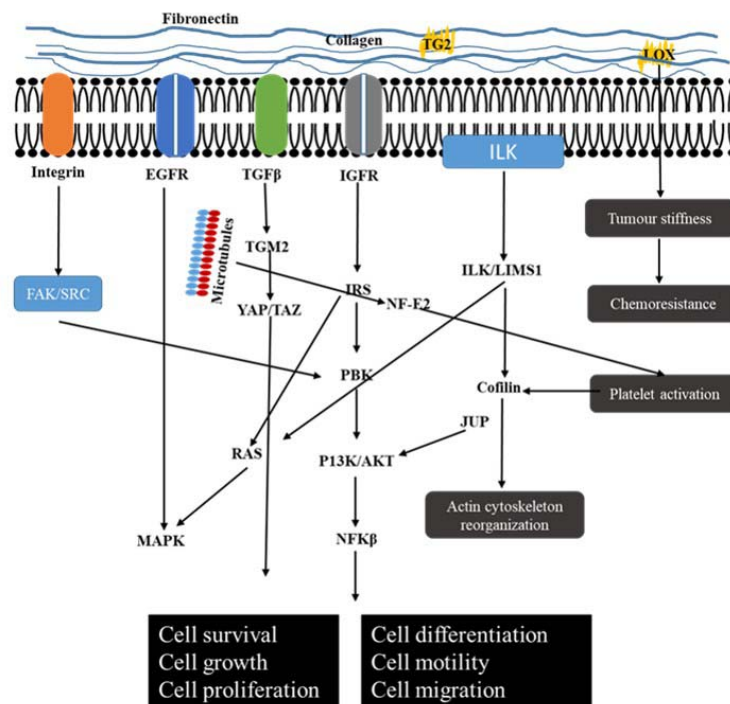 Fibronectin
Collagen
TG2
LOX
ILK
Integrin
EGFR
TGFβ
IGFR
Tumour stiffness
TGM2
Microtubules
ILK/LIMS1
FAK/SRC
IRS
NF-E2
Chemoresistance
YAP/TAZ
PBK
Cofilin
Platelet activation
JUP
RAS
P13K/AKT
Actin cytoskeleton
reorganization
MAPK
NFKβ
Cell survival
Cell growth
Cell proliferation
Cell differentiation
Cell motility
Cell migration